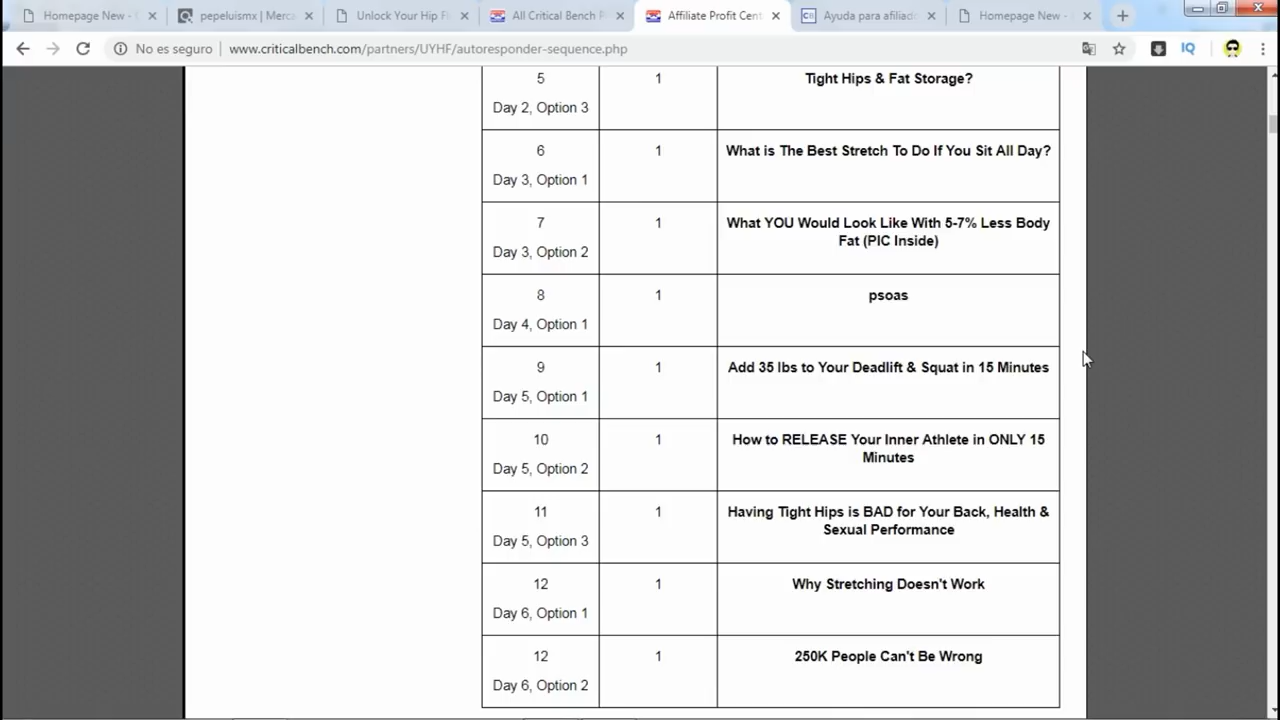 Homepage New -
pepeluismx | Merc
Unlock Your Hip F
All Critical Bench P
Affiliate Profit Cent
Ayuda para afiliad
Homepage New -
No es seguro
www.criticalbench.com/partners/UYHF/autoresponder-sequence.php
5
Day 2, Option 3
1
Tight Hips & Fat Storage?
6
Day 3, Option 1
1
What is The Best Stretch To Do If You Sit All Day?
7
Day 3, Option 2
1
What YOU Would Look Like With 5-7% Less Body
Fat (PIC Inside)
8
Day 4, Option 1
1
psoas
9
Day 5, Option 1
1
Add 35 lbs to Your Deadlift & Squat in 15 Minutes
10
Day 5, Option 2
1
How to RELEASE Your Inner Athlete in ONLY 15
Minutes
11
Day 5, Option 3
1
Having Tight Hips is BAD for Your Back, Health &
Sexual Performance
12
Day 6, Option 1
1
Why Stretching Doesn't Work
12
Day 6, Option 2
1
250K People Can't Be Wrong